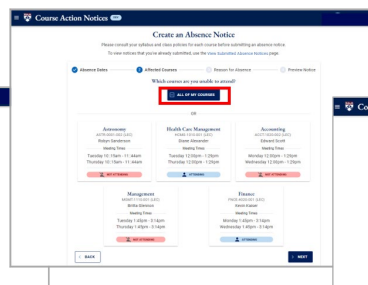 Course Action Notices
Create an Absence Notice
Please consult your syllabus and class policies for each course before submitting an absence notice.
To view notices that you've already submitted, use the View Submitted Absence Notices page.
Absence Dates
2 Affected Courses
Reason for Absence
Preview Notice
Which courses are you unable to attend?
ALL OF MY COURSES
OR
Astronomy
Robyn Sanderson
Meeting Times
Tuesday 10:15am - 11:44am
Thursday 10:15am - 11:44am
NOT ATTENDING
Health Care Management
Diane Alexander
Meeting Times
Tuesday 12:00pm - 1:29pm
Thursday 12:00pm - 1:29pm
ATTENDING
Accounting
Edward Scott
Meeting Times
Monday 12:00pm - 1:29pm
Wednesday 12:00pm - 1:29pm
NOT ATTENDING
Management
Meeting Times
Tuesday 1:45pm - 3:14pm
Thursday 1:45pm - 3:14pm
NOT ATTENDING
Finance
Kevin Kaiser
Meeting Times
Monday 1:45pm - 3:14pm
Wednesday 1:45pm - 3:14pm
ATTENDING
< BACK
> NEXT
Co